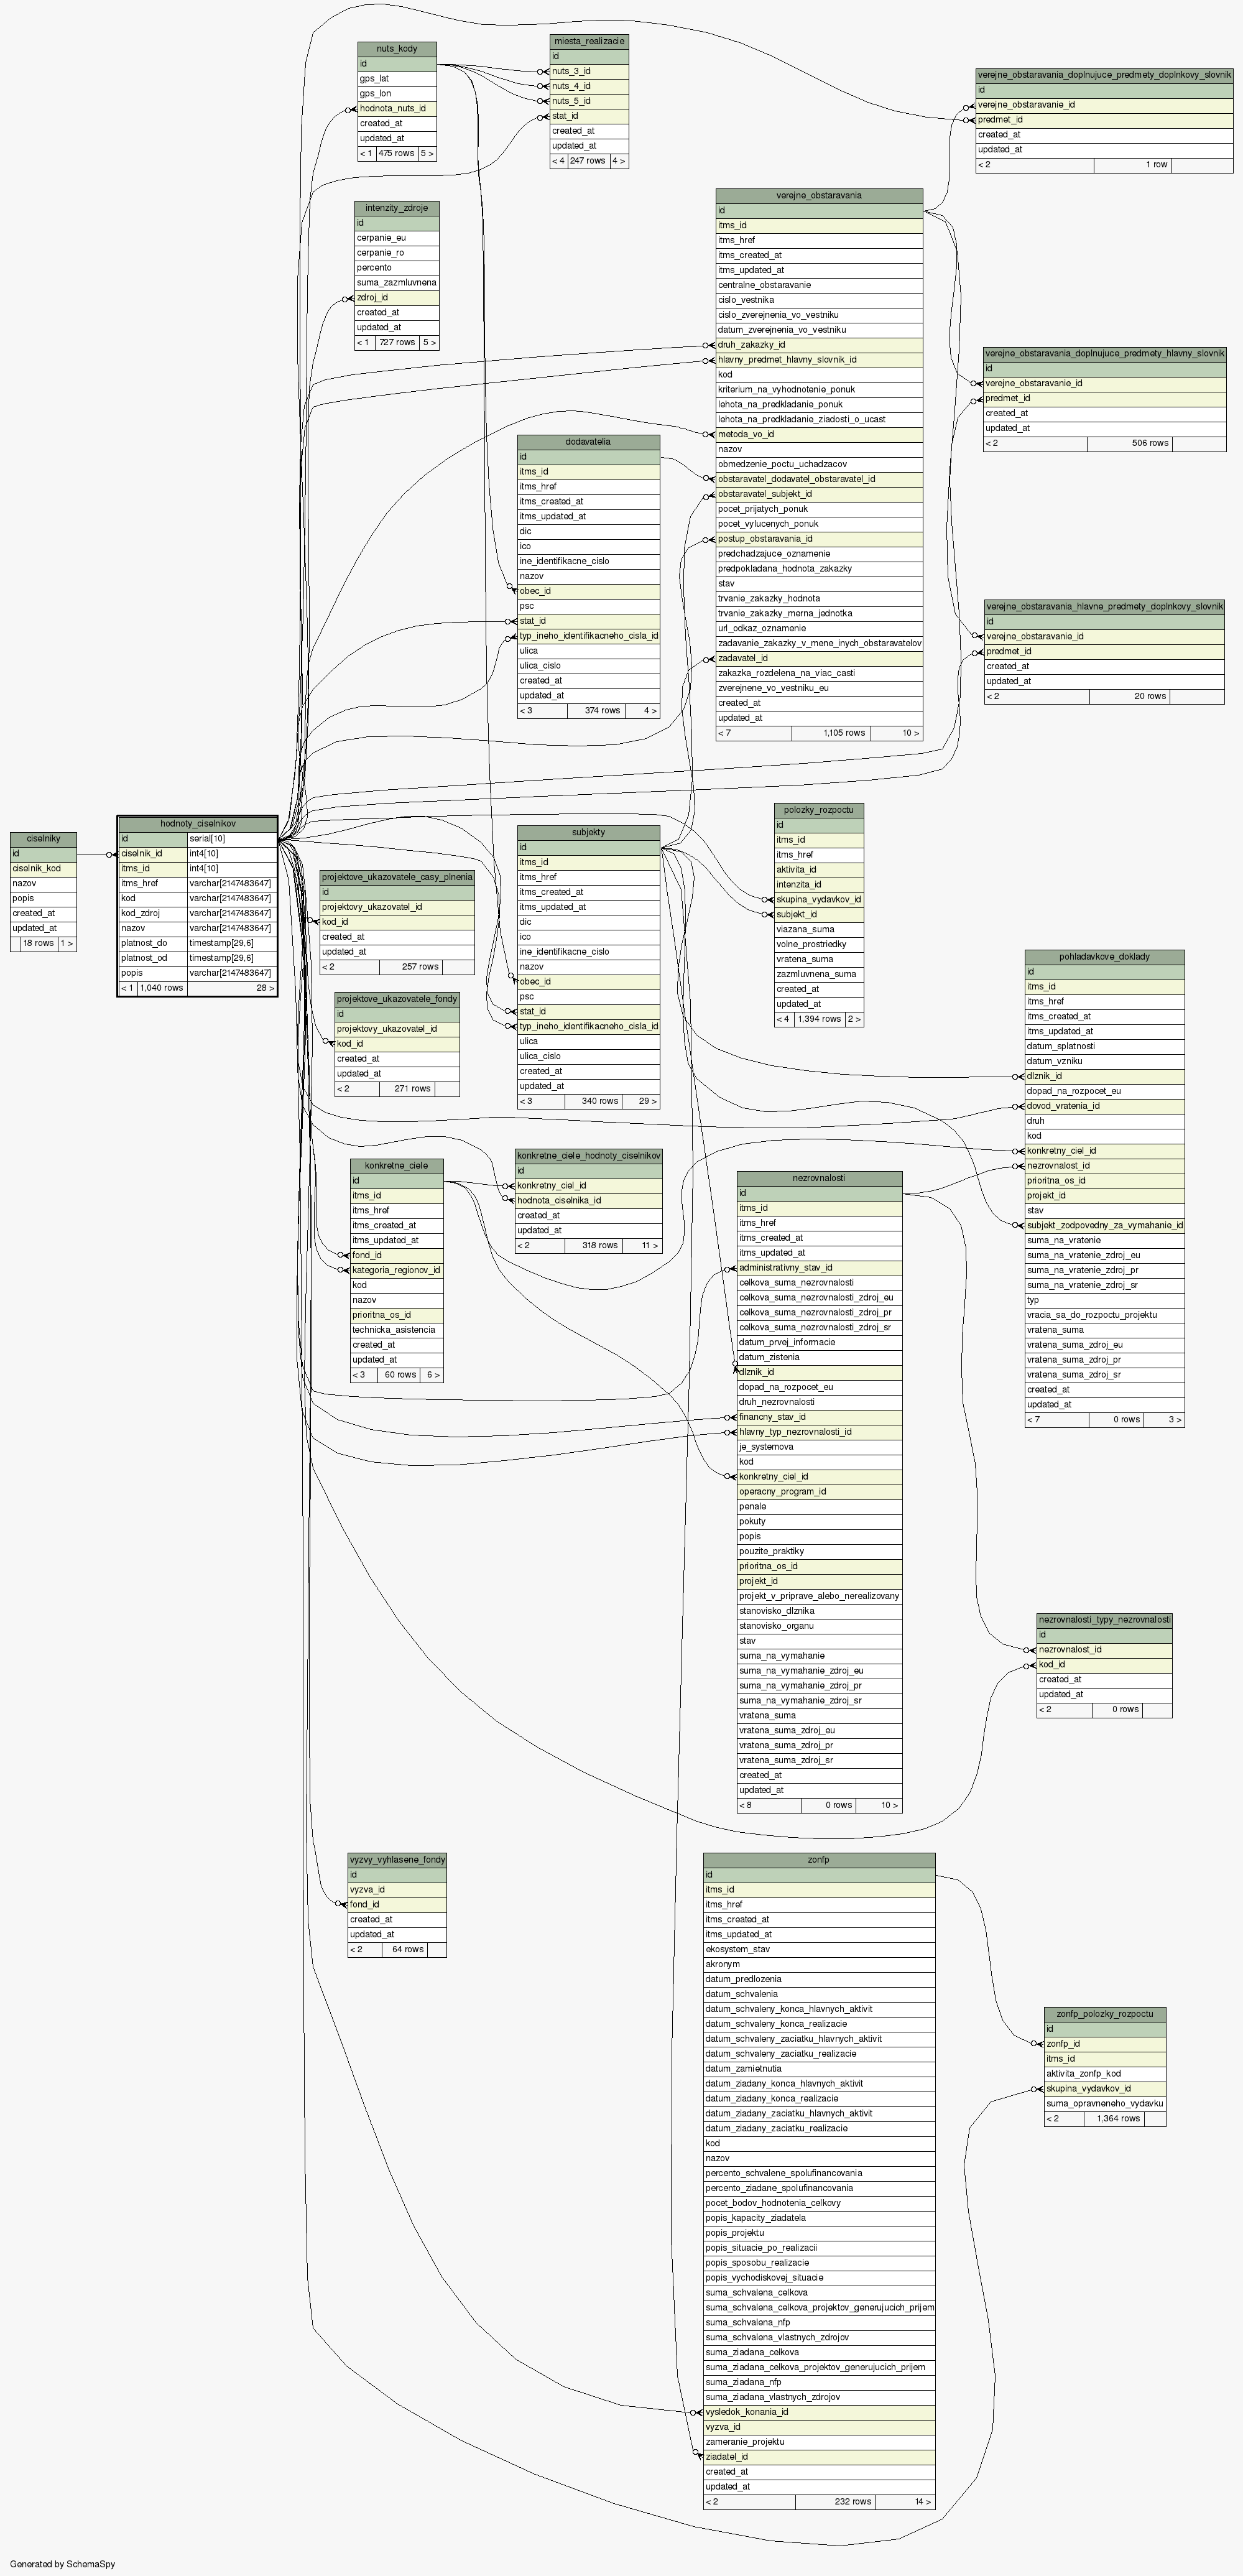 nuts_kody
id
gps_lat
gps_lon
hodnota_nuts_id
created_at
updated_at
< 1 475 rows 5 >
miesta_realizacie
id
nuts_3_id
nuts_4_id
nuts_5_id
stat_id
created_at
updated_at
< 4 247 rows 4 >
verejne_obstaravania_doplnujuce_predmety_doplnkovy_slovnik
id
verejne_obstaravanie_id
predmet_id
created_at
updated_at
< 2 1 row
intenzity_zdroje
id
cerpanie_eu
cerpanie_ro
percento
suma_zazmluvnena
zdroj_id
created_at
updated_at
< 1 727 rows 5 >
verejne_obstaravania
id
itms_id
itms_href
itms_created_at
itms_updated_at
centralne_obstaravanie
cislo_vestnika
cislo_zverejnenia_vo_vestniku
datum_zverejnenia_vo_vestniku
druh_zakazky_id
hlavny_predmet_hlavny_slovnik_id
kod
kriterium_na_vyhodnotenie_ponuk
lehota_na_predkladanie_ponuk
lehota_na_predkladanie_ziadosti_o_ucast
metoda_vo_id
nazov
obmedzenie_poctu_uchadzacov
obstaravatel_dodavatel_obstaravatel_id
obstaravatel_subjekt_id
pocet_prijatych_ponuk
pocet_vylucenych_ponuk
postup_obstaravania_id
predchadzajuce_oznamenie
predpokladana_hodnota_zakazky
stav
trvanie_zakazky_hodnota
trvanie_zakazky_merna_jednotka
url_odkaz_oznamenie
zadavanie_zakazky_v_mene_inych_obstaravatelov
zadavatel_id
zakazka_rozdelena_na_viac_casti
zverejnene_vo_vestniku_eu
created_at
updated_at
< 7 1,105 rows 10 >
verejne_obstaravania_doplnujuce_predmety_hlavny_slovnik
id
verejne_obstaravanie_id
predmet_id
created_at
updated_at
< 2 506 rows
dodavatelia
id
itms_id
itms_href
itms_created_at
itms_updated_at
dic
ico
ine_identifikacne_cislo
nazov
obec_id
psc
stat_id
typ_ineho_identifikacneho_cisla_id
ulica
ulica_cislo
created_at
updated_at
< 3 374 rows 4 >
verejne_obstaravania_hlavne_predmety_doplnkovy_slovnik
id
verejne_obstaravanie_id
predmet_id
created_at
updated_at
< 2 20 rows
ciselniky
id
ciselnik_kod
nazov
popis
created_at
updated_at
18 rows 1 >
hodnoty_ciselnikov
id serial[10]
ciselnik_id int4[10]
itms_id int4[10]
itms_href varchar[2147483647]
kod varchar[2147483647]
kod_zdroj varchar[2147483647]
nazov varchar[2147483647]
platnost_do timestamp[29,6]
platnost_od timestamp[29,6]
popis varchar[2147483647]
< 1 1,040 rows 28 >
projektove_ukazovatele_casy_plnenia
id
projektovy_ukazovatel_id
kod_id
created_at
updated_at
< 2 257 rows
projektove_ukazovatele_fondy
id
projektovy_ukazovatel_id
kod_id
created_at
updated_at
< 2 271 rows
subjekty
id
itms_id
itms_href
itms_created_at
itms_updated_at
dic
ico
ine_identifikacne_cislo
nazov
obec_id
psc
stat_id
typ_ineho_identifikacneho_cisla_id
ulica
ulica_cislo
created_at
updated_at
< 3 340 rows 29 >
polozky_rozpoctu
id
itms_id
itms_href
aktivita_id
intenzita_id
skupina_vydavkov_id
subjekt_id
viazana_suma
volne_prostriedky
vratena_suma
zazmluvnena_suma
created_at
updated_at
< 4 1,394 rows 2 >
pohladavkove_doklady
id
itms_id
itms_href
itms_created_at
itms_updated_at
datum_splatnosti
datum_vzniku
dlznik_id
dopad_na_rozpocet_eu
dovod_vratenia_id
druh
kod
konkretny_ciel_id
nezrovnalost_id
prioritna_os_id
projekt_id
stav
subjekt_zodpovedny_za_vymahanie_id
suma_na_vratenie
suma_na_vratenie_zdroj_eu
suma_na_vratenie_zdroj_pr
suma_na_vratenie_zdroj_sr
typ
vracia_sa_do_rozpoctu_projektu
vratena_suma
vratena_suma_zdroj_eu
vratena_suma_zdroj_pr
vratena_suma_zdroj_sr
created_at
updated_at
< 7 0 rows 3 >
konkretne_ciele
id
itms_id
itms_href
itms_created_at
itms_updated_at
fond_id
kategoria_regionov_id
kod
nazov
prioritna_os_id
technicka_asistencia
created_at
updated_at
< 3 60 rows 6 >
konkretne_ciele_hodnoty_ciselnikov
id
konkretny_ciel_id
hodnota_ciselnika_id
created_at
updated_at
< 2 318 rows 11 >
nezrovnalosti
id
itms_id
itms_href
itms_created_at
itms_updated_at
administrativny_stav_id
celkova_suma_nezrovnalosti
celkova_suma_nezrovnalosti_zdroj_eu
celkova_suma_nezrovnalosti_zdroj_pr
celkova_suma_nezrovnalosti_zdroj_sr
datum_prvej_informacie
datum_zistenia
dlznik_id
dopad_na_rozpocet_eu
druh_nezrovnalosti
financny_stav_id
hlavny_typ_nezrovnalosti_id
je_systemova
kod
konkretny_ciel_id
operacny_program_id
penale
pokuty
popis
pouzite_praktiky
prioritna_os_id
projekt_id
projekt_v_priprave_alebo_nerealizovany
stanovisko_dlznika
stanovisko_organu
stav
suma_na_vymahanie
suma_na_vymahanie_zdroj_eu
suma_na_vymahanie_zdroj_pr
suma_na_vymahanie_zdroj_sr
vratena_suma
vratena_suma_zdroj_eu
vratena_suma_zdroj_pr
vratena_suma_zdroj_sr
created_at
updated_at
< 8 0 rows 10 >
nezrovnalosti_typy_nezrovnalosti
id
nezrovnalost_id
kod_id
created_at
updated_at
< 2 0 rows
vyzvy_vyhlasene_fondy
id
vyzva_id
fond_id
created_at
updated_at
< 2 64 rows
zonfp
id
itms_id
itms_href
itms_created_at
itms_updated_at
ekosystem_stav
akronym
datum_predlozenia
datum_schvalenia
datum_schvaleny_konca_hlavnych_aktivit
datum_schvaleny_konca_realizacie
datum_schvaleny_zaciatku_hlavnych_aktivit
datum_schvaleny_zaciatku_realizacie
datum_zamietnutia
datum_ziadany_konca_hlavnych_aktivit
datum_ziadany_konca_realizacie
datum_ziadany_zaciatku_hlavnych_aktivit
datum_ziadany_zaciatku_realizacie
kod
nazov
percento_schvalene_spolufinancovania
percento_ziadane_spolufinancovania
pocet_bodov_hodnotenia_celkovy
popis_kapacity_ziadatela
popis_projektu
popis_situacie_po_realizacii
popis_sposobu_realizacie
popis_vychodiskovej_situacie
suma_schvalena_celkova
suma_schvalena_celkova_projektov_generujucich_prijem
suma_schvalena_nfp
suma_schvalena_vlastnych_zdrojov
suma_ziadana_celkova
suma_ziadana_celkova_projektov_generujucich_prijem
suma_ziadana_nfp
suma_ziadana_vlastnych_zdrojov
vysledok_konania_id
vyzva_id
zameranie_projektu
ziadatel_id
created_at
updated_at
< 2 232 rows 14 >
zonfp_polozky_rozpoctu
id
zonfp_id
itms_id
aktivita_zonfp_kod
skupina_vydavkov_id
suma_opravneneho_vydavku
< 2 1,364 rows
Generated by SchemaSpy